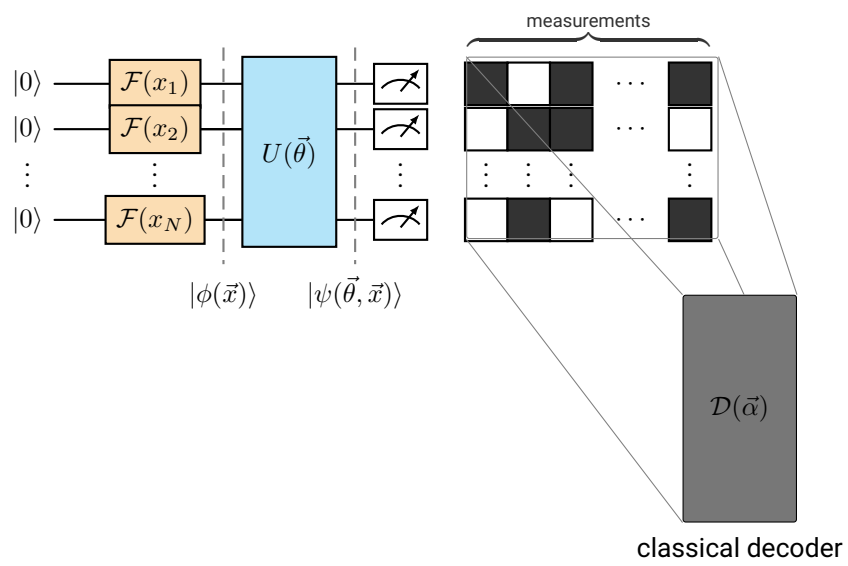 measurements
|0⟩ ℱ(x₁) ⋯
|0⟩ ℱ(x₂) ⋯
U(θ⃗)
⋮ ⋮ ⋮ ⋮ ⋮ ⋮ ⋮
|0⟩ ℱ(x_N) ⋯
|ϕ(x⃗)⟩ |ψ(θ⃗, x⃗)⟩
𝒟(α⃗)
classical decoder